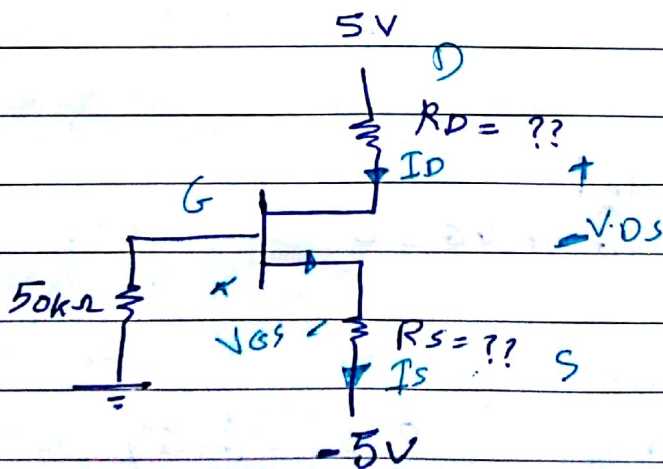 5V
D
RD = ??
ID
+
G
- VDS
50kΩ
VGS
RS = ??
S
IS
-5V